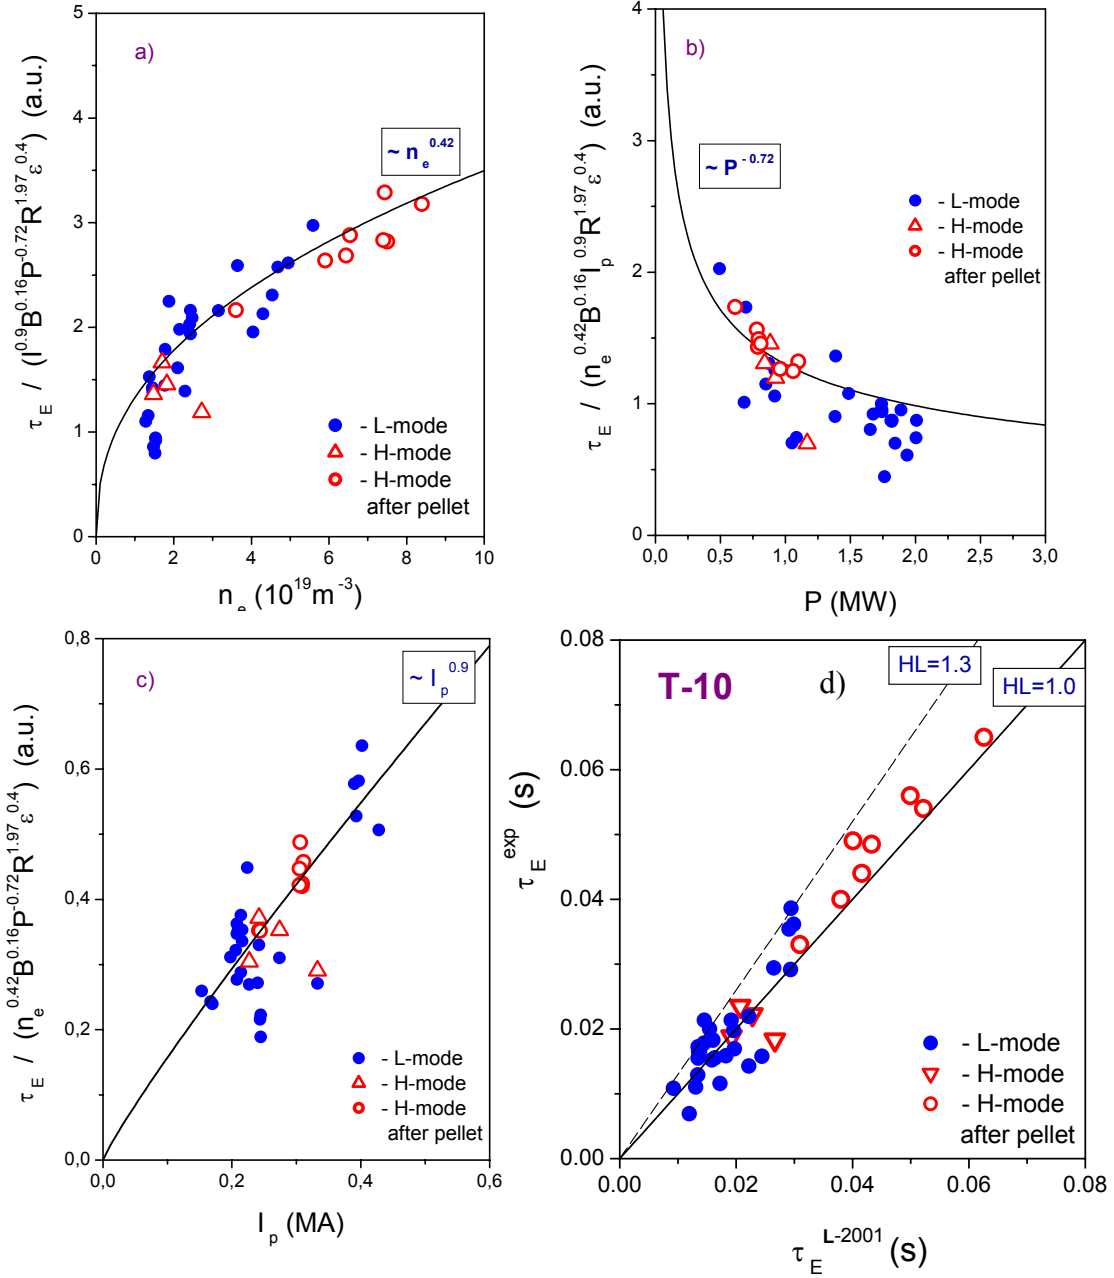 a)
τ_E / (I^0.9 B^0.16 P^-0.72 R^1.97 ε^0.4) (a.u.)
5
4
3
2
1
0
~ n_e^0.42
- L-mode
- H-mode
- H-mode
after pellet
0 2 4 6 8 10
n_e (10^19 m^-3)
b)
τ_E / (n_e^0.42 B^0.16 I_p^0.9 R^1.97 ε^0.4) (a.u.)
4
3
2
1
0
~ P^-0.72
- L-mode
- H-mode
- H-mode
after pellet
0,0 0,5 1,0 1,5 2,0 2,5 3,0
P (MW)
c)
τ_E / (n_e^0.42 B^0.16 P^-0.72 R^1.97 ε^0.4) (a.u.)
0,8
0,6
0,4
0,2
0,0
~ I_p^0.9
- L-mode
- H-mode
- H-mode
after pellet
0,0 0,2 0,4 0,6
I_p (MA)
T-10 d)
HL=1.3
HL=1.0
τ_E^exp (s)
0.08
0.06
0.04
0.02
0.00
- L-mode
- H-mode
- H-mode
after pellet
0.00 0.02 0.04 0.06 0.08
τ_E^L-2001 (s)